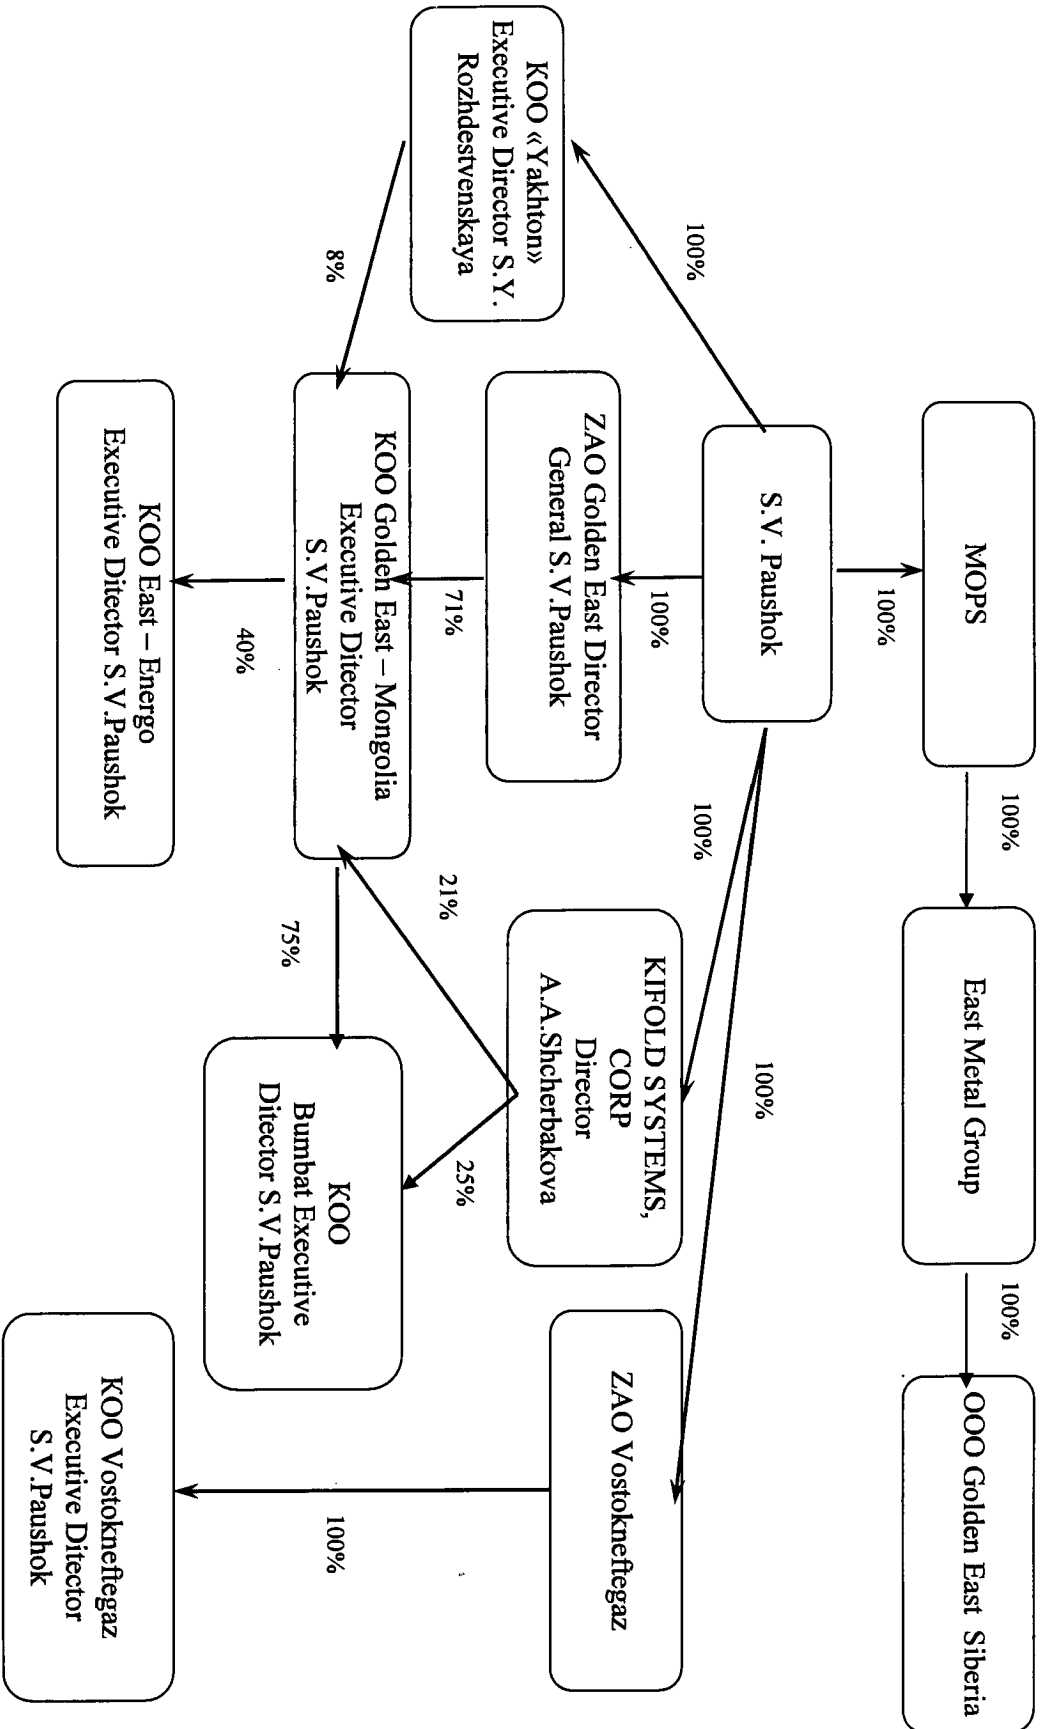 MOPS
100%
East Metal Group
100%
OOO Golden East Siberia
100%
S.V. Paushok
100%
100%
100%
100%
100%
KOO «Yakhton»
Executive Director S.Y.
Rozhdestvenskaya
ZAO Golden East Director
General S.V.Paushok
KIFOLD SYSTEMS,
CORP
Director
A.A.Shcherbakova
ZAO Vostokneftegaz
8%
71%
21%
25%
KOO Golden East – Mongolia
Executive Ditector
S.V.Paushok
75%
KOO
Bumbat Executive
Ditector S.V.Paushok
100%
40%
KOO East – Energo
Executive Ditector S.V.Paushok
KOO Vostokneftegaz
Executive Ditector
S.V.Paushok